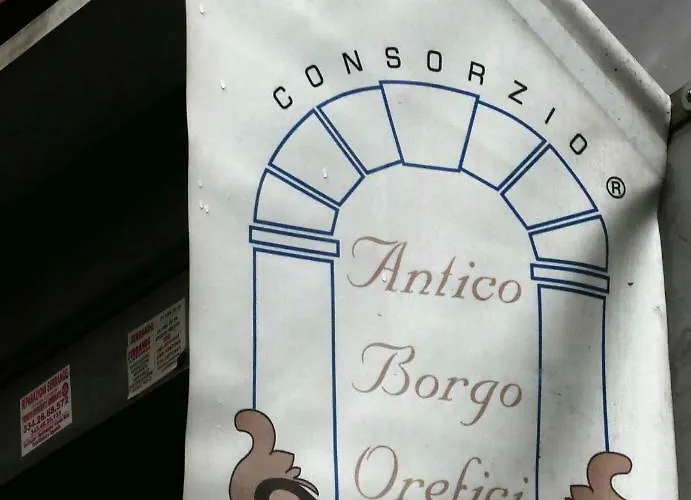 CONSORZIO ®
Antico
Borgo
Orefici